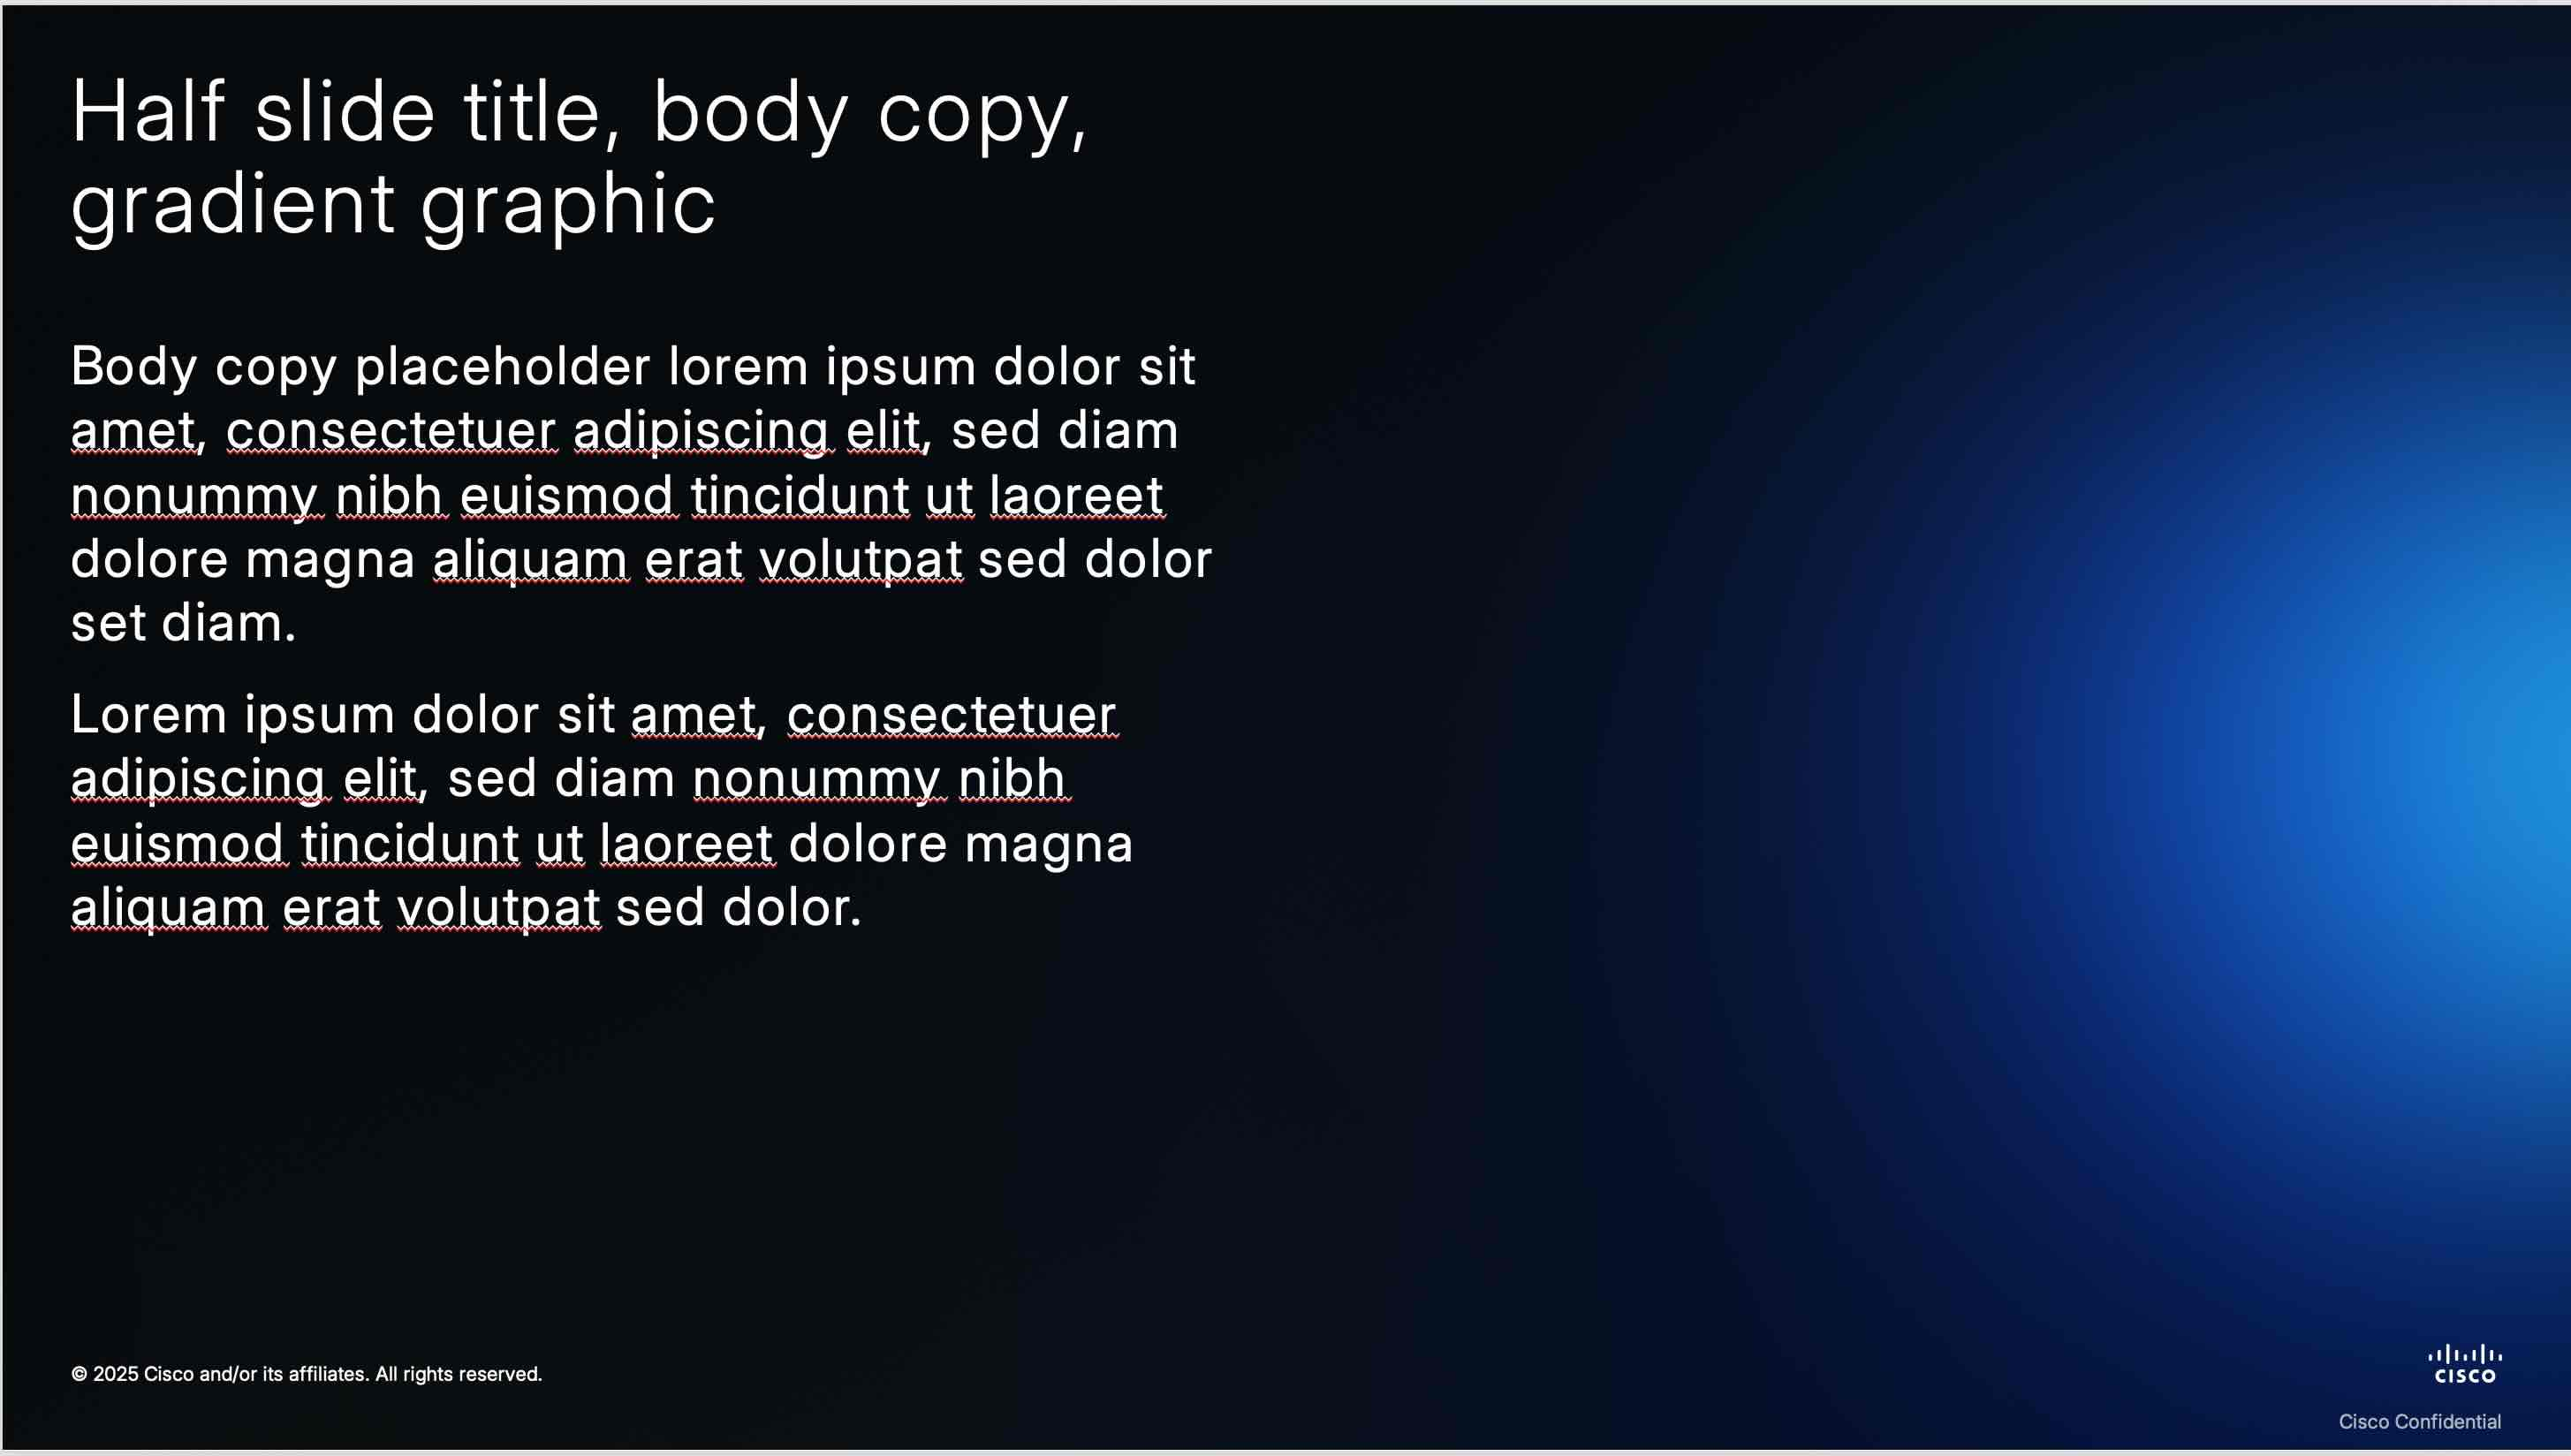 Half slide title, body copy,
gradient graphic
Body copy placeholder lorem ipsum dolor sit
amet, consectetuer adipiscing elit, sed diam
nonummy nibh euismod tincidunt ut laoreet
dolore magna aliquam erat volutpat sed dolor
set diam.
Lorem ipsum dolor sit amet, consectetuer
adipiscing elit, sed diam nonummy nibh
euismod tincidunt ut laoreet dolore magna
aliquam erat volutpat sed dolor.
© 2025 Cisco and/or its affiliates. All rights reserved.
CISCO
Cisco Confidential